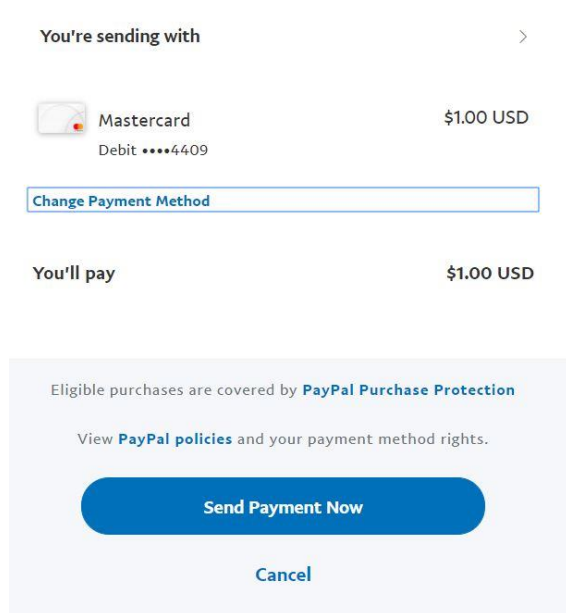 You're sending with
Mastercard $1.00 USD
Debit ••••4409
Change Payment Method
You'll pay $1.00 USD
Eligible purchases are covered by PayPal Purchase Protection
View PayPal policies and your payment method rights.
Send Payment Now
Cancel